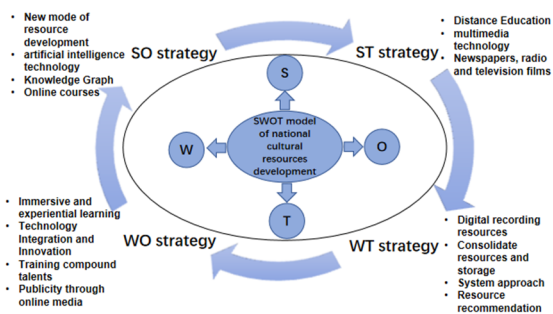 • New mode of
resource
development
• artificial intelligence
technology
• Knowledge Graph
• Online courses
SO strategy
ST strategy
• Distance Education
• multimedia
technology
• Newspapers, radio
and television films
S
W
SWOT model
of national
cultural
resources
development
O
T
• Immersive and
experiential learning
• Technology
Integration and
Innovation
• Training compound
talents
• Publicity through
online media
WO strategy
WT strategy
• Digital recording
resources
• Consolidate
resources and
storage
• System approach
• Resource
recommendation